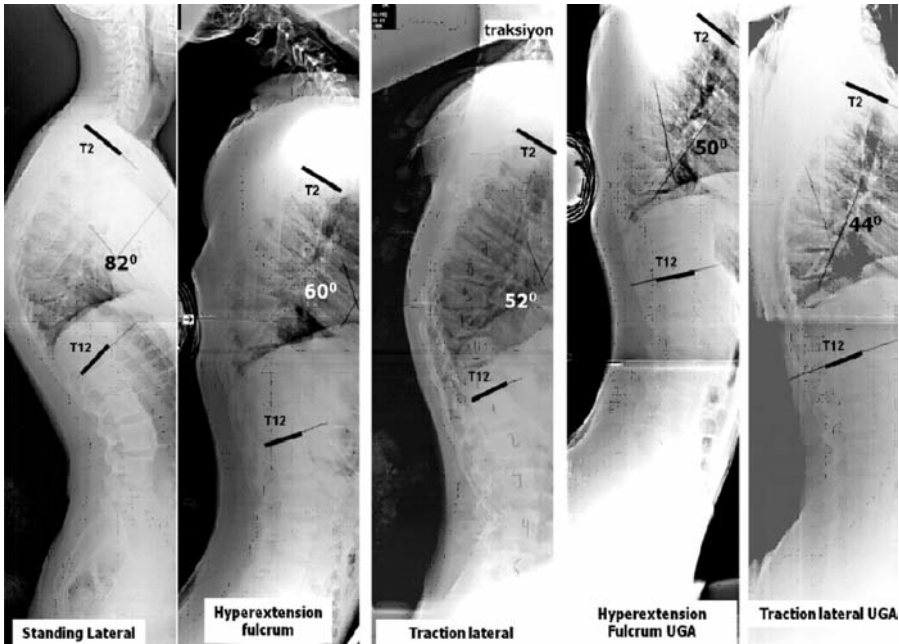 T2
82⁰
T12
Standing Lateral
T2
60⁰
T12
Hyperextension
fulcrum
traksiyon
T2
52⁰
T12
Traction lateral
T2
50⁰
T12
Hyperextension
Fulcrum UGA
T2
44⁰
T12
Traction lateral UGA